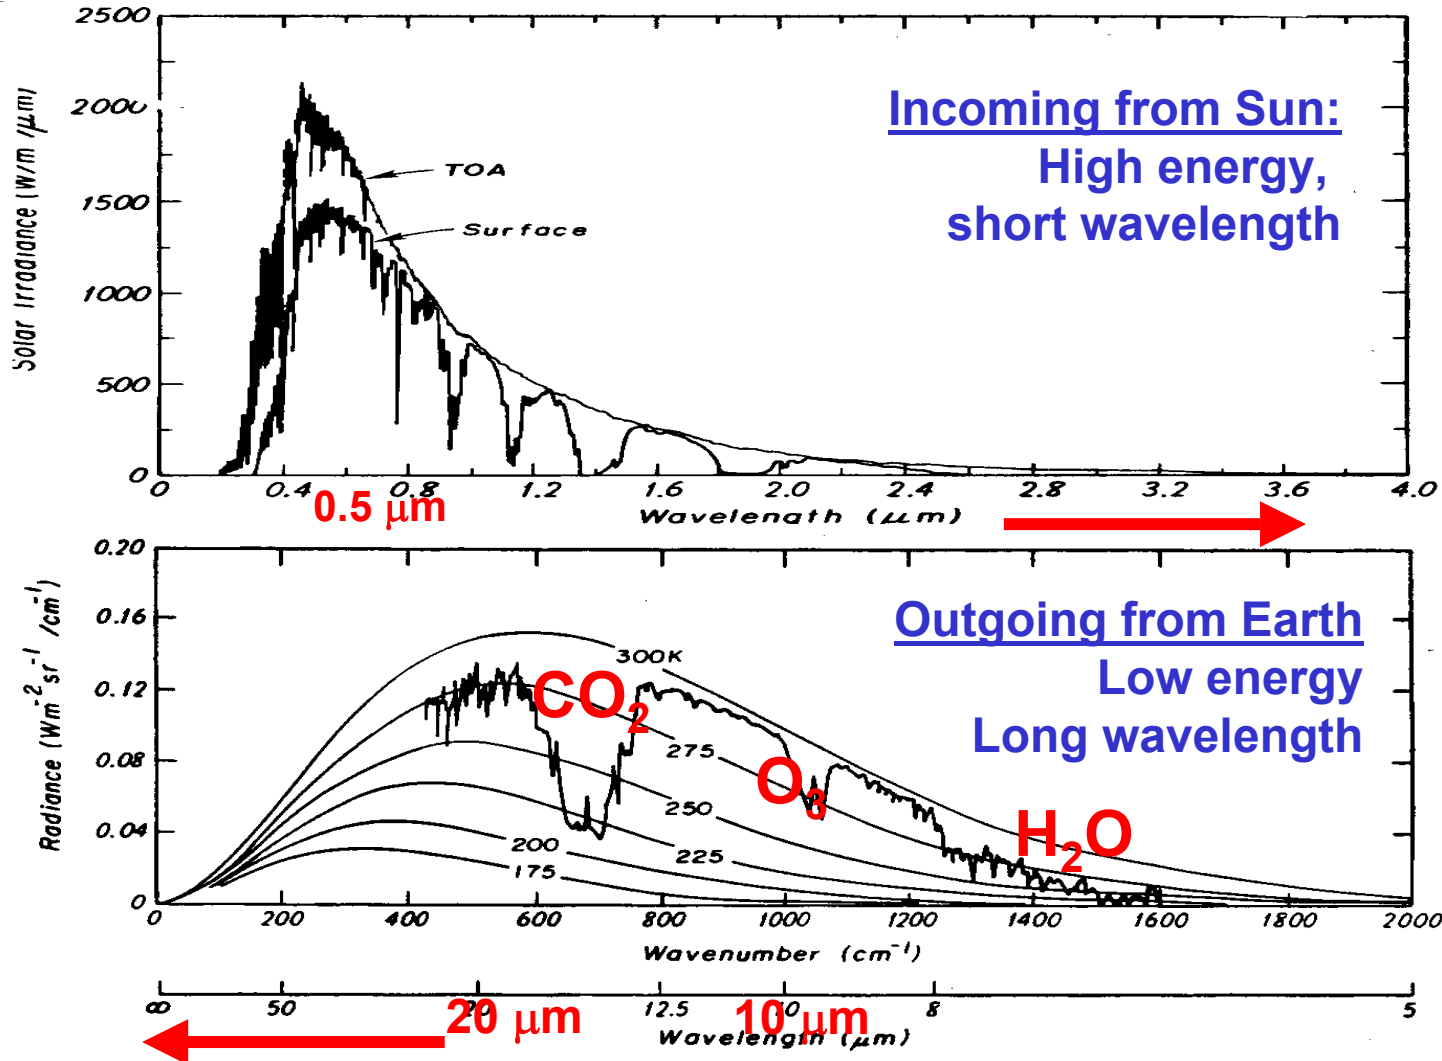 2500
2000
1500
1000
500
0
Solar Irradiance (W/m /μm)
Incoming from Sun:
High energy,
short wavelength
TOA
Surface
0 0.4 0.8 1.2 1.6 2.0 2.4 2.8 3.2 3.6 4.0
0.5 μm
Wavelength (μm)
0.20
0.16
0.12
0.08
0.04
0
Radiance (Wm⁻² sr⁻¹ /cm⁻¹)
Outgoing from Earth
Low energy
Long wavelength
300K
CO₂
275
O₃
250
H₂O
200
225
175
0 200 400 600 800 1000 1200 1400 1600 1800 2000
Wavenumber (cm⁻¹)
∞ 50 20 12.5 10 8 5
20 μm 10 μm
Wavelength (μm)